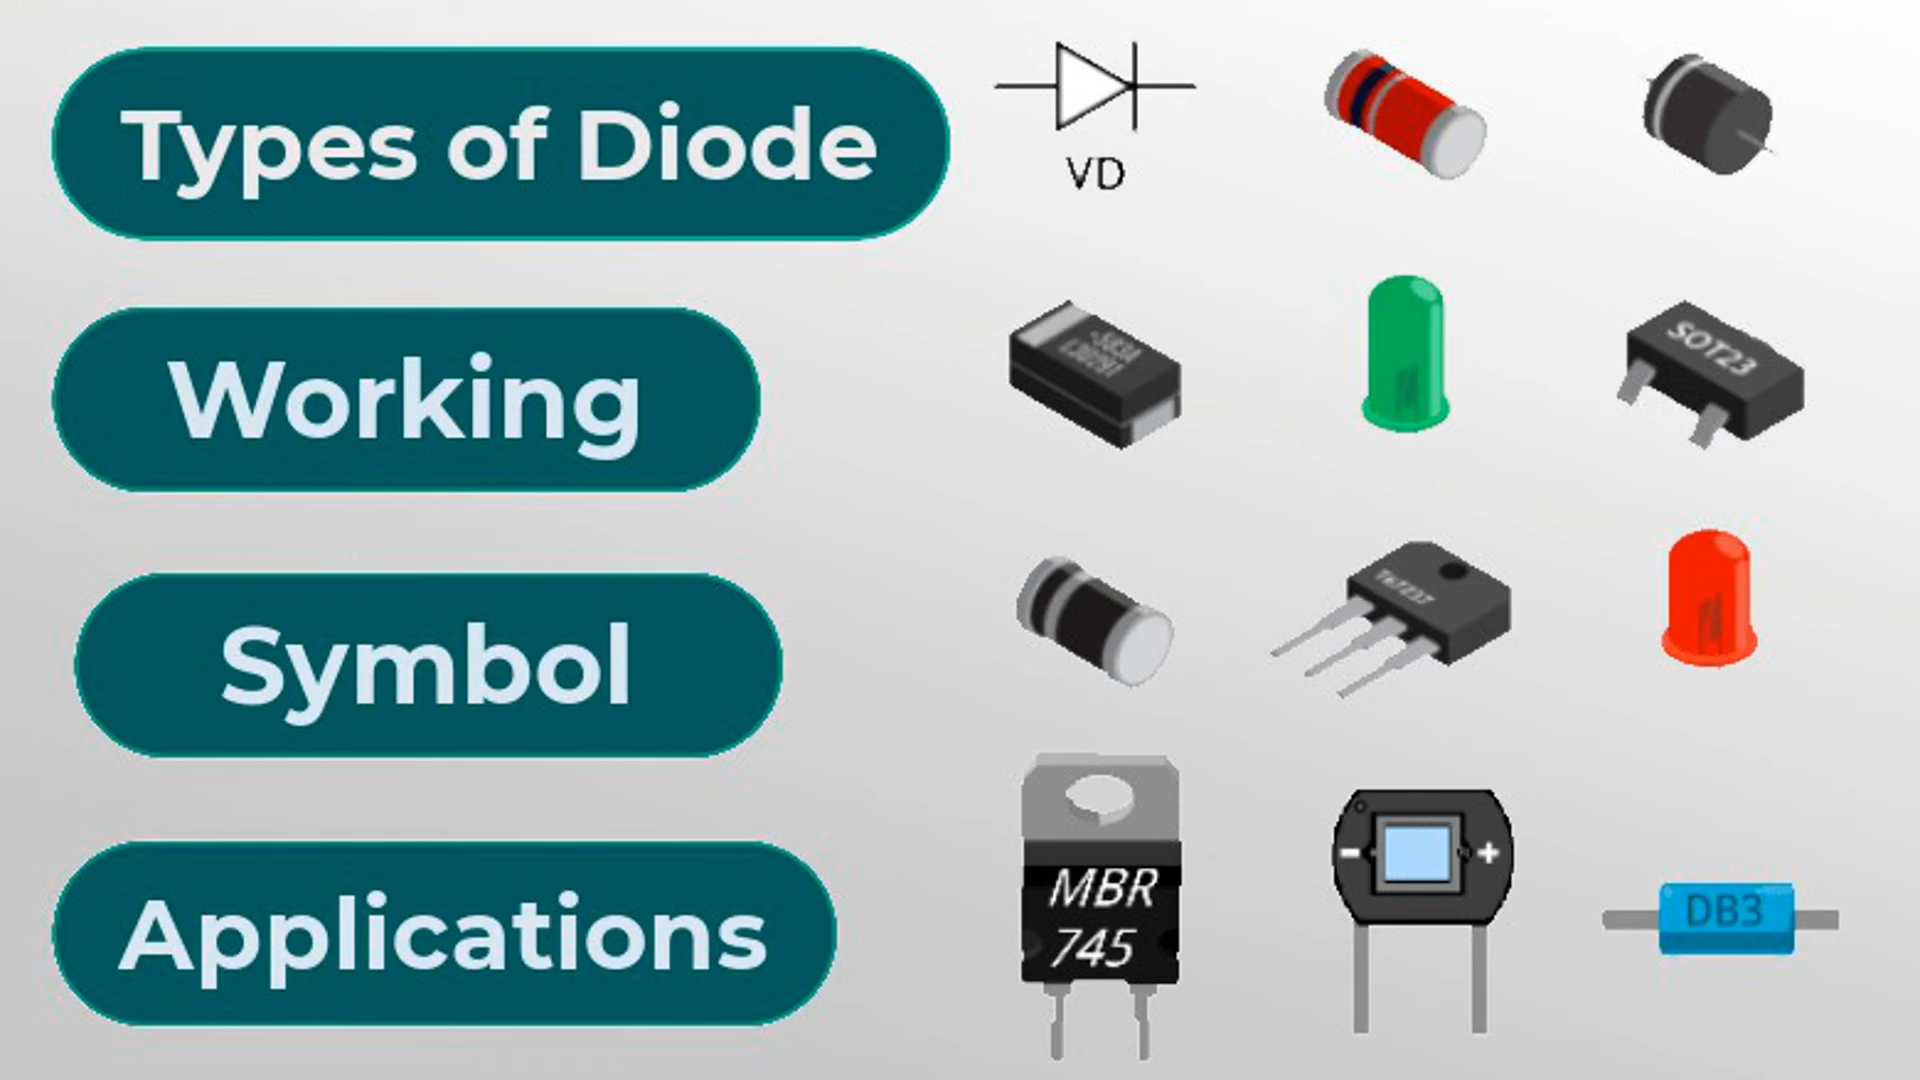 Types of Diode
VD
SOT23
Working
Symbol
MBR
745
DB3
Applications